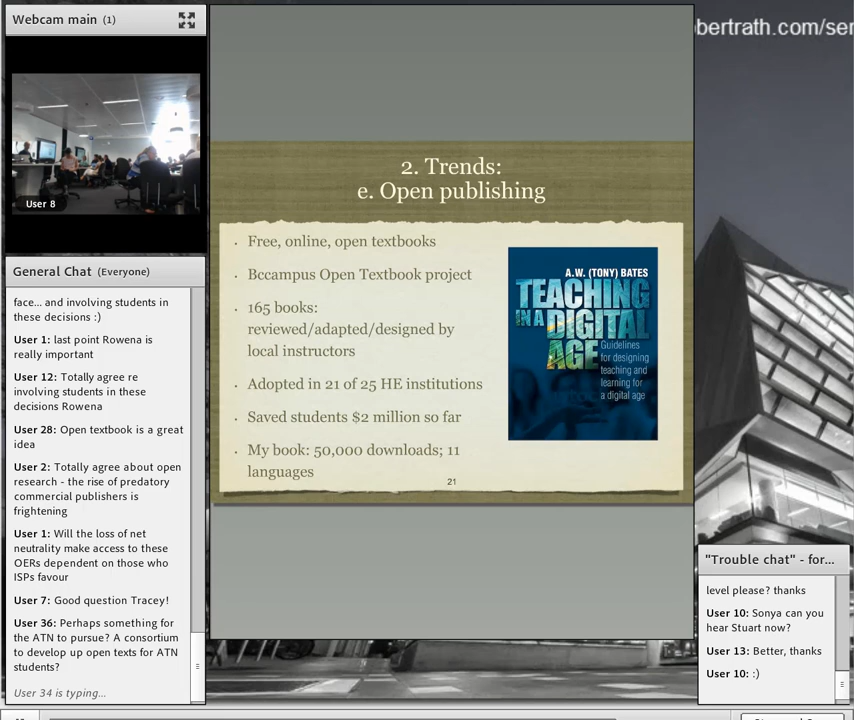 Webcam main (1)
User 8
General Chat (Everyone)
face... and involving students in
these decisions :)
User 1: last point Rowena is
really important
User 12: Totally agree re
involving students in these
decisions Rowena
User 28: Open textbook is a great
idea
User 2: Totally agree about open
research - the rise of predatory
commercial publishers is
frightening
User 1: Will the loss of net
neutrality make access to these
OERs dependent on those who
ISPs favour
User 7: Good question Tracey!
User 36: Perhaps something for
the ATN to pursue? A consortium
to develop up open texts for ATN
students?
User 34 is typing...
2. Trends:
e. Open publishing
· Free, online, open textbooks
· Bccampus Open Textbook project
· 165 books:
reviewed/adapted/designed by
local instructors
· Adopted in 21 of 25 HE institutions
· Saved students $2 million so far
· My book: 50,000 downloads; 11
languages
21
A.W. (TONY) BATES
TEACHING
IN A DIGITAL
AGE
Guidelines
for designing
teaching and
learning for
a digital age
bertrath.com/ser
"Trouble chat" - for...
level please? thanks
User 10: Sonya can you
hear Stuart now?
User 13: Better, thanks
User 10: :)